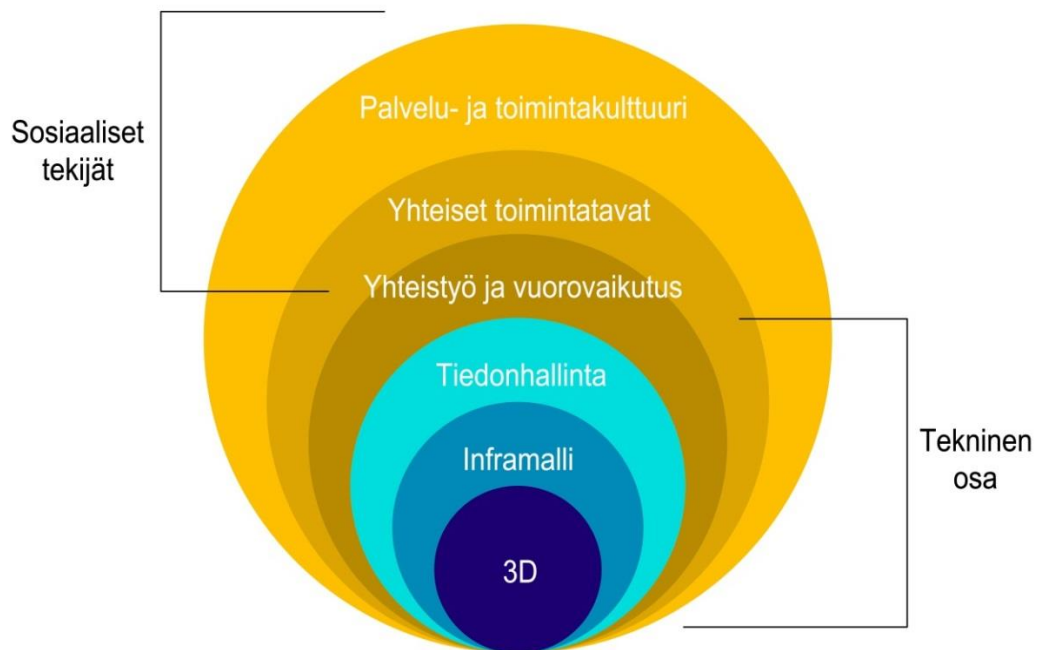 Palvelu- ja toimintakulttuuri
Sosiaaliset
tekijät
Yhteiset toimintatavat
Yhteistyö ja vuorovaikutus
Tiedonhallinta
Inframalli
Tekninen
osa
3D